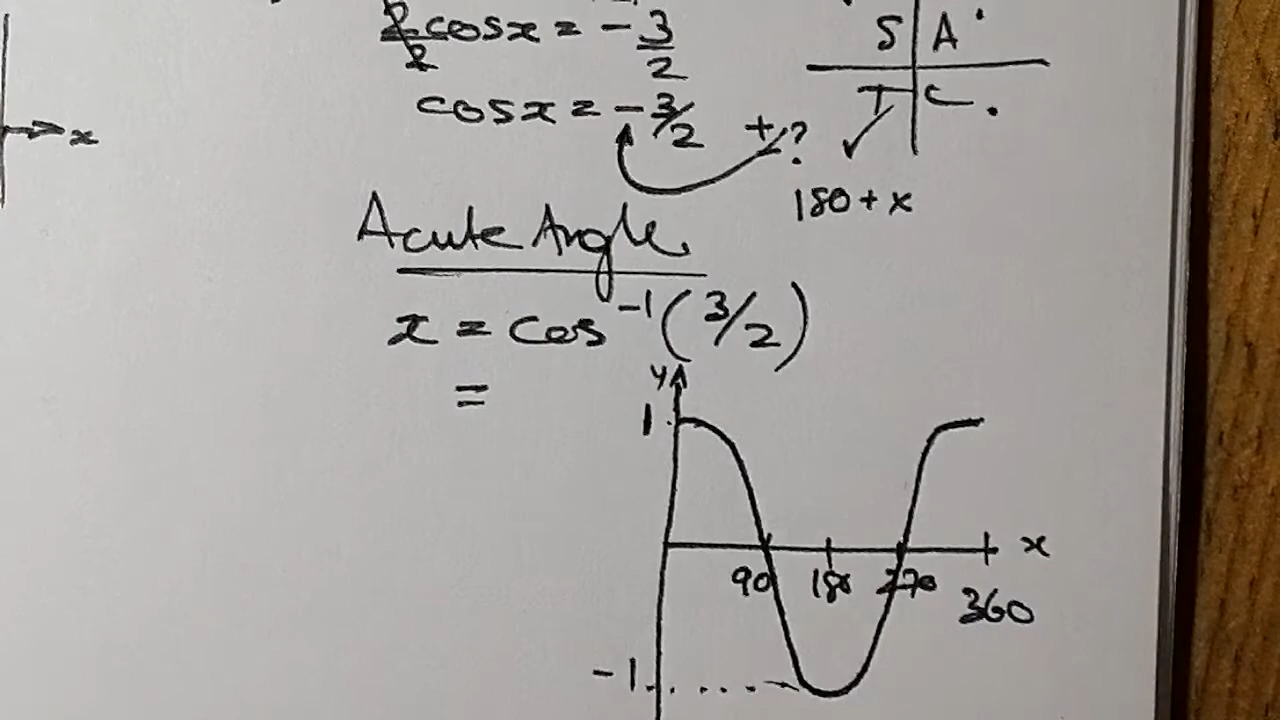 2cosx = - 3
2 2
cosx = - 3/2 +/?
S A
T C
180 + x
Acute Angle
x = cos⁻¹(3/2)
=
x
y
1
90 180 270 x
360
-1